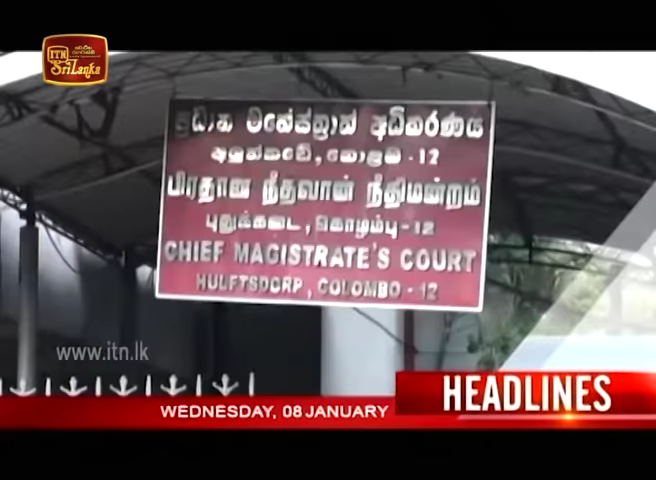 ITN
Sri Lanka
ප්‍රධාන මහේස්ත්‍රාත් අධිකරණය
අලුත්කඩේ, කොළඹ - 12
பிரதான நீதவான் நீதிமன்றம்
புதுக்கடை, கொழும்பு - 12
CHIEF MAGISTRATE'S COURT
HULFTSDORP, COLOMBO - 12
www.itn.lk
HEADLINES
WEDNESDAY, 08 JANUARY